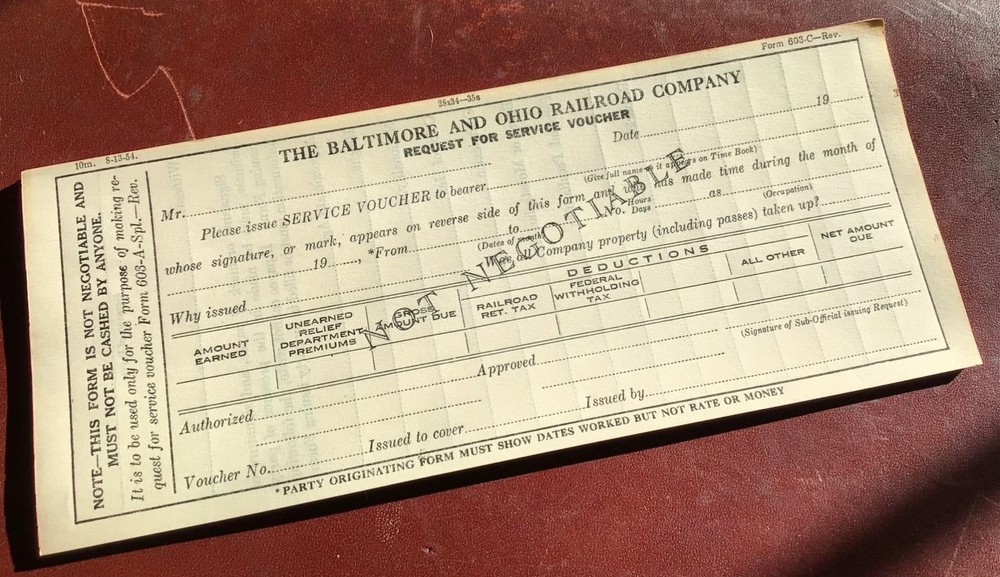 Form 603-C—Rev.
28x34—35s
10m. 8-13-54.
THE BALTIMORE AND OHIO RAILROAD COMPANY
REQUEST FOR SERVICE VOUCHER
Date 19
Mr.
(Give full name as it appears on Time Book)
Please issue SERVICE VOUCHER to bearer
whose signature, or mark, appears on reverse side of this form and who has made time during the month of
19 , *From to No. Hours Days as
(Dates of month) (Occupation)
Why issued Was all Company property (including passes) taken up?
NOT NEGOTIABLE
DEDUCTIONS
AMOUNT EARNED
UNEARNED RELIEF DEPARTMENT PREMIUMS
GROSS AMOUNT DUE
RAILROAD RET. TAX
FEDERAL WITHHOLDING TAX
ALL OTHER
NET AMOUNT DUE
Authorized Approved
(Signature of Sub-Official issuing Request)
Voucher No. Issued to cover Issued by
*PARTY ORIGINATING FORM MUST SHOW DATES WORKED BUT NOT RATE OR MONEY
NOTE—THIS FORM IS NOT NEGOTIABLE AND
MUST NOT BE CASHED BY ANYONE.
It is to be used only for the purpose of making re-
quest for service voucher Form 603-A-Spl.—Rev.